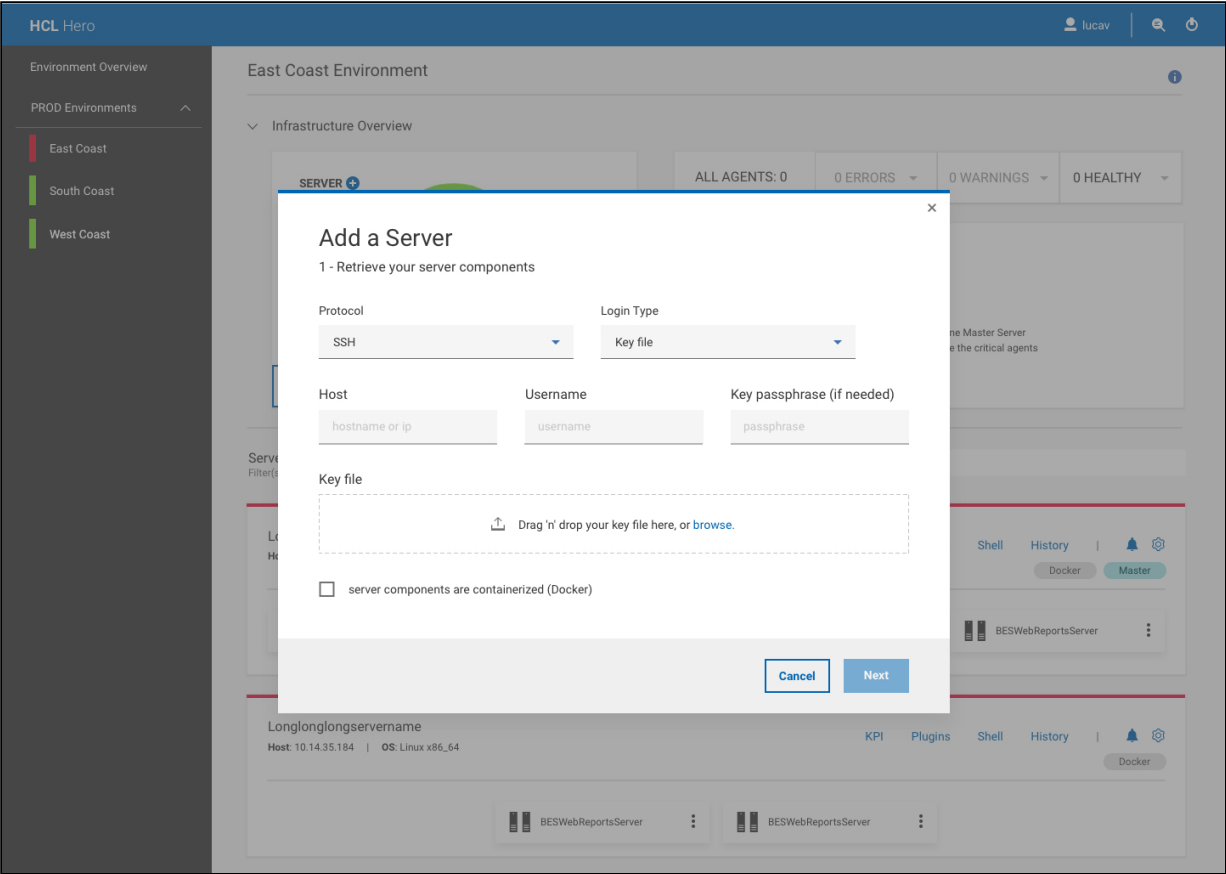 HCL Hero
lucav
Environment Overview
PROD Environments
East Coast
South Coast
West Coast
East Coast Environment
Infrastructure Overview
SERVER
ALL AGENTS: 0
0 ERRORS
0 WARNINGS
0 HEALTHY
Add a Server
1 - Retrieve your server components
Protocol
Login Type
SSH
Key file
Host
Username
Key passphrase (if needed)
hostname or ip
username
passphrase
Key file
Drag 'n' drop your key file here, or browse.
server components are containerized (Docker)
Cancel
Next
Master Server
the critical agents
Shell
History
|
Docker
Master
BESWebReportsServer
Longlonglongservername
Host: 10.14.35.184 | OS: Linux x86_64
KPI
Plugins
Shell
History
|
Docker
BESWebReportsServer
BESWebReportsServer